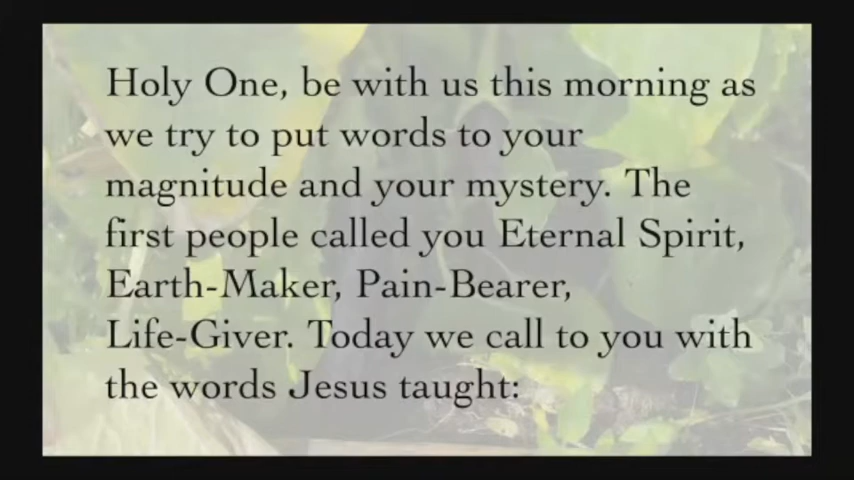 Holy One, be with us this morning as
we try to put words to your
magnitude and your mystery. The
first people called you Eternal Spirit,
Earth-Maker, Pain-Bearer,
Life-Giver. Today we call to you with
the words Jesus taught: